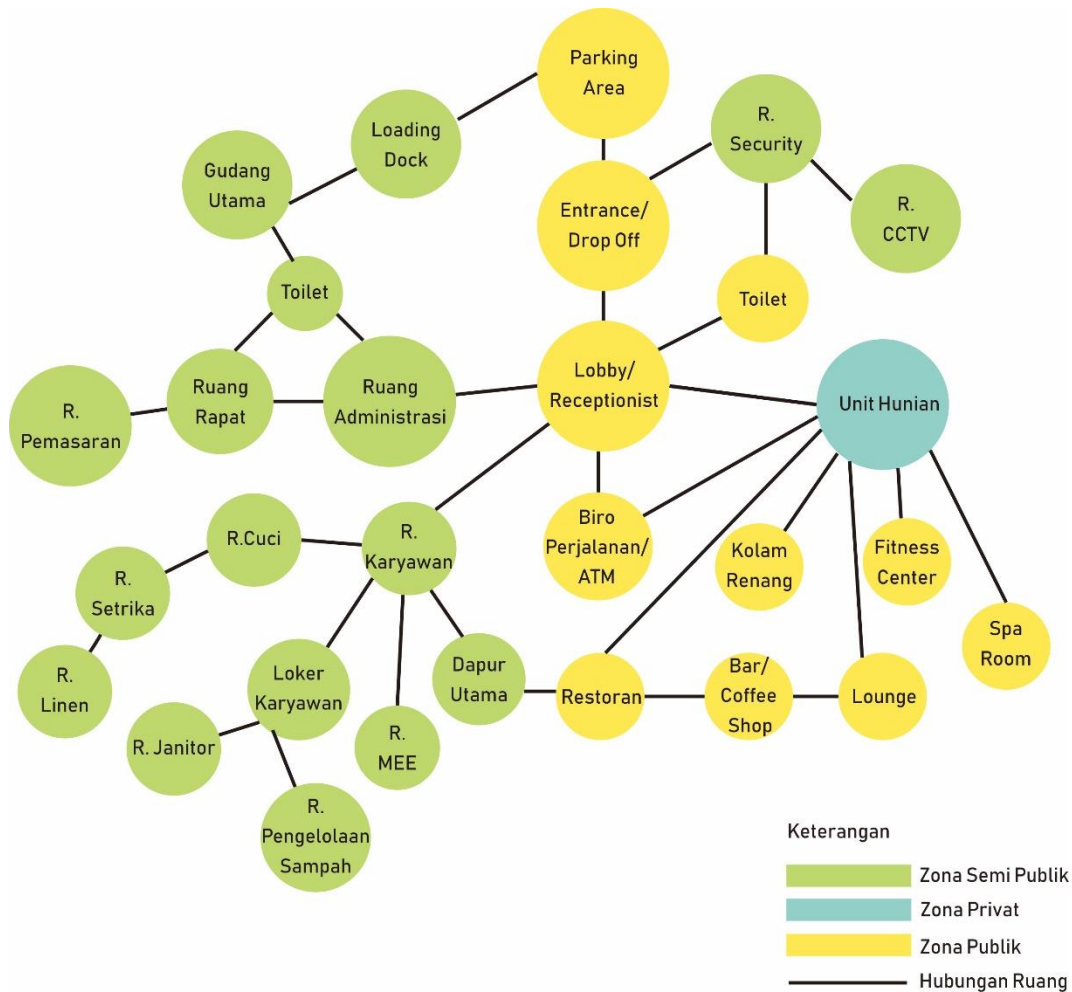 Parking
Area
Loading
Dock
R.
Security
Gudang
Utama
Entrance/
Drop Off
R.
CCTV
Toilet
Toilet
Lobby/
Receptionist
Unit Hunian
Ruang
Administrasi
Ruang
Rapat
R.
Pemasaran
R.Cuci
R.
Karyawan
Biro
Perjalanan/
ATM
Kolam
Renang
Fitness
Center
R.
Setrika
Spa
Room
R.
Linen
Loker
Karyawan
Dapur
Utama
Restoran
Bar/
Coffee
Shop
Lounge
R. Janitor
R.
MEE
R.
Pengelolaan
Sampah
Keterangan
Zona Semi Publik
Zona Privat
Zona Publik
Hubungan Ruang